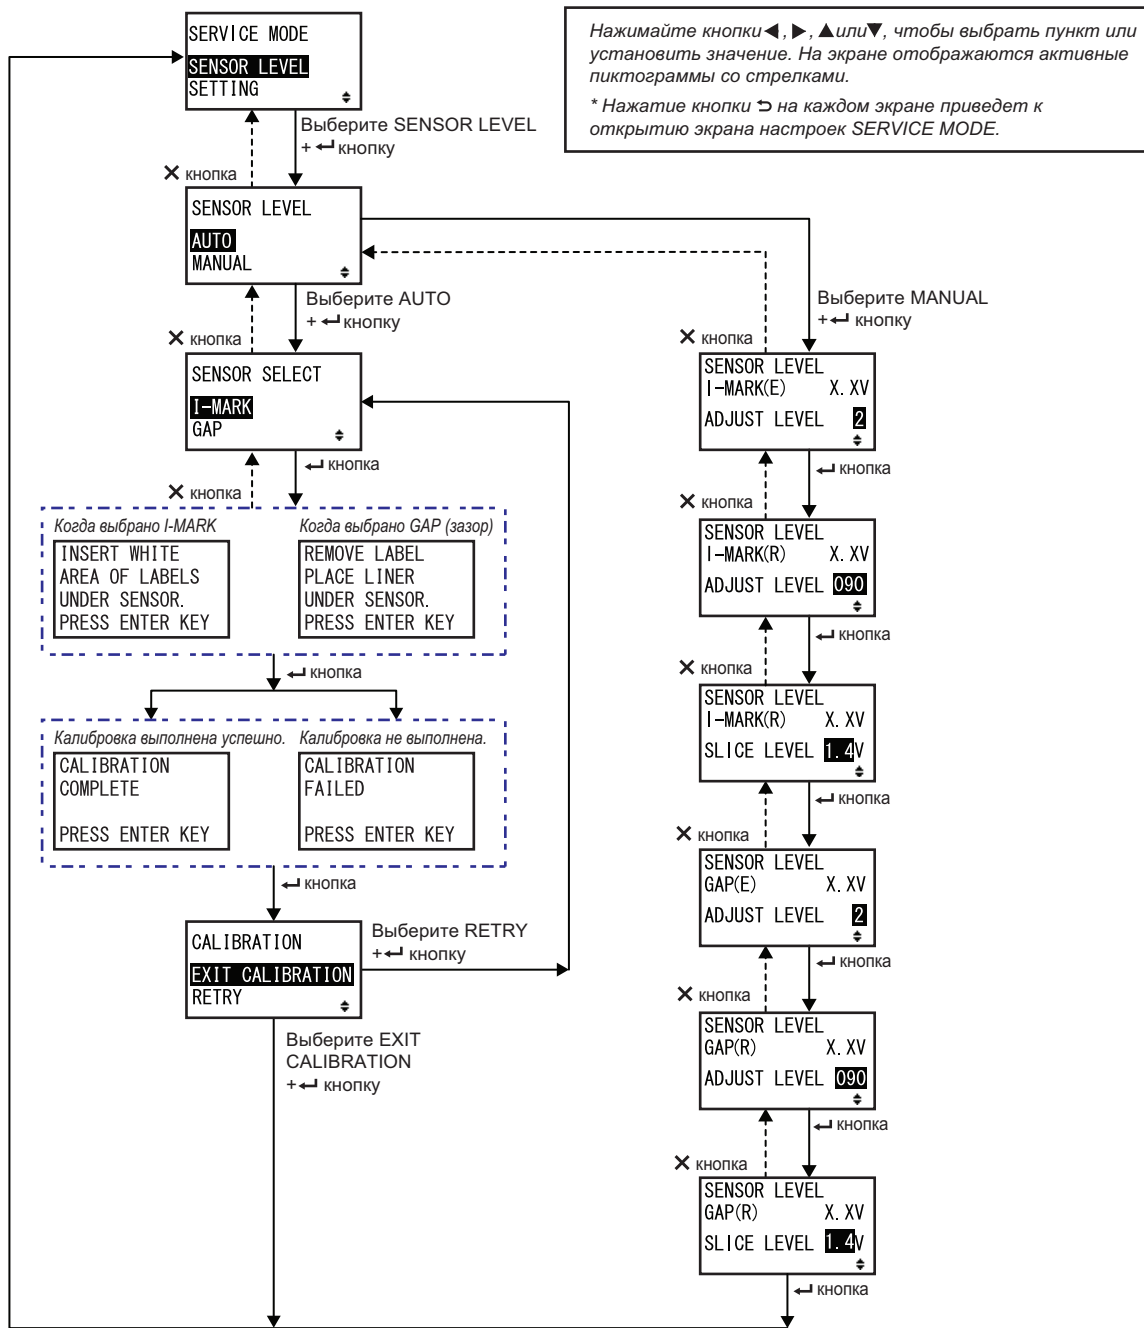 Нажимайте кнопки ◀, ▶, ▲или▼, чтобы выбрать пункт или
установить значение. На экране отображаются активные
пиктограммы со стрелками.
* Нажатие кнопки ⮌ на каждом экране приведет к
открытию экрана настроек SERVICE MODE.
SERVICE MODE
SENSOR LEVEL
SETTING
Выберите SENSOR LEVEL
+ ↵ кнопку
✕ кнопка
SENSOR LEVEL
AUTO
MANUAL
Выберите AUTO
+ ↵ кнопку
✕ кнопка
SENSOR SELECT
I-MARK
GAP
↵ кнопка
✕ кнопка
Когда выбрано I-MARK
INSERT WHITE
AREA OF LABELS
UNDER SENSOR.
PRESS ENTER KEY
Когда выбрано GAP (зазор)
REMOVE LABEL
PLACE LINER
UNDER SENSOR.
PRESS ENTER KEY
↵ кнопка
Калибровка выполнена успешно.
CALIBRATION
COMPLETE
PRESS ENTER KEY
Калибровка не выполнена.
CALIBRATION
FAILED
PRESS ENTER KEY
↵ кнопка
CALIBRATION
EXIT CALIBRATION
RETRY
Выберите RETRY
+ ↵ кнопку
Выберите EXIT
CALIBRATION
+ ↵ кнопку
Выберите MANUAL
+ ↵ кнопку
✕ кнопка
SENSOR LEVEL
I-MARK(E) X.XV
ADJUST LEVEL 2
↵ кнопка
✕ кнопка
SENSOR LEVEL
I-MARK(R) X.XV
ADJUST LEVEL 090
↵ кнопка
✕ кнопка
SENSOR LEVEL
I-MARK(R) X.XV
SLICE LEVEL 1.4V
↵ кнопка
✕ кнопка
SENSOR LEVEL
GAP(E) X.XV
ADJUST LEVEL 2
↵ кнопка
✕ кнопка
SENSOR LEVEL
GAP(R) X.XV
ADJUST LEVEL 090
↵ кнопка
✕ кнопка
SENSOR LEVEL
GAP(R) X.XV
SLICE LEVEL 1.4V
↵ кнопка